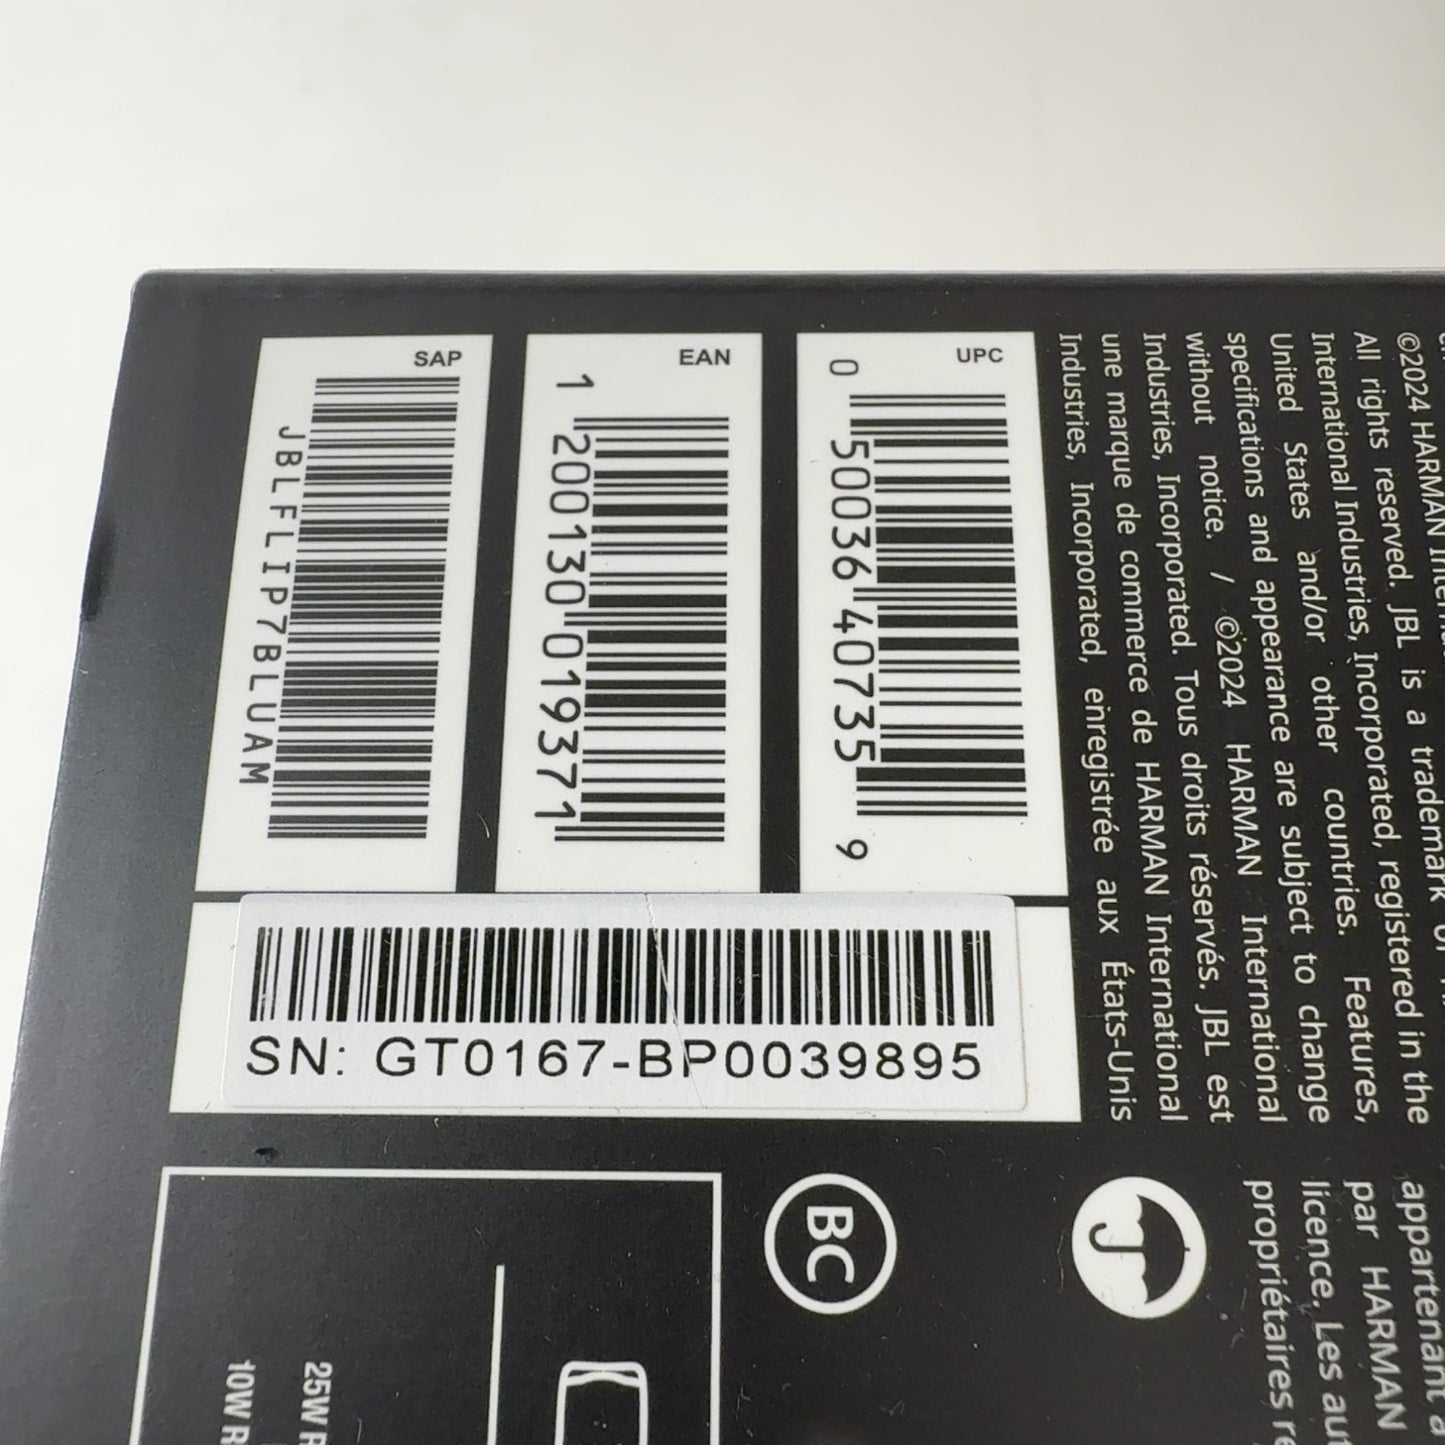 SAP
JBLFLIP7BLUAM
EAN
1 200130 019371
UPC
0 50036 40735 9
SN: GT0167-BP0039895
©2024 HARMAN
All rights reserved. JBL is a trademark
International Industries, Incorporated, registered in the
United States and/or other countries. Features,
specifications and appearance are subject to change
without notice. / ©2024 HARMAN International
Industries, Incorporated. Tous droits réservés. JBL est
une marque de commerce de HARMAN International
Industries, Incorporated, enregistrée aux États-Unis
appartenant
par HARMAN
licence. Les
propriétaires
BC
25W
10W